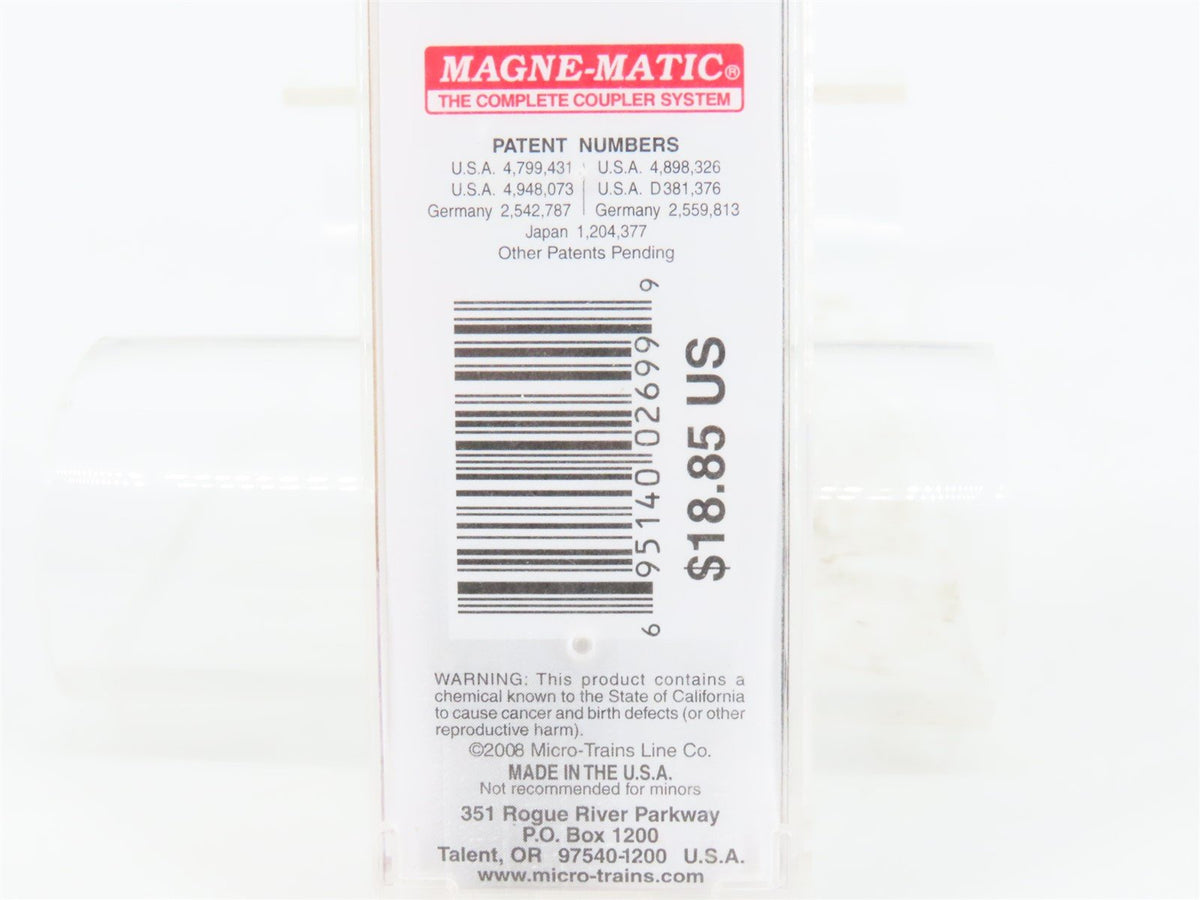 MAGNE-MATIC®
THE COMPLETE COUPLER SYSTEM
PATENT NUMBERS
U.S.A. 4,799,431 U.S.A. 4,898,326
U.S.A. 4,948,073 U.S.A. D381,376
Germany 2,542,787 Germany 2,559,813
Japan 1,204,377
Other Patents Pending
6 95140 02699 9
$18.85 US
WARNING: This product contains a
chemical known to the State of California
to cause cancer and birth defects (or other
reproductive harm).
©2008 Micro-Trains Line Co.
MADE IN THE U.S.A.
Not recommended for minors
351 Rogue River Parkway
P.O. Box 1200
Talent, OR 97540-1200 U.S.A.
www.micro-trains.com